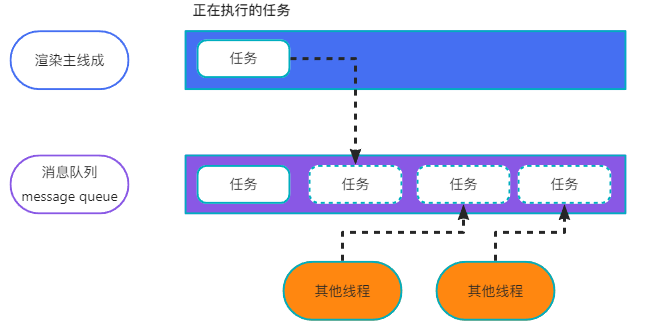 正在执行的任务
渲染主线成
任务
消息队列
message queue
任务
任务
任务
任务
其他线程
其他线程